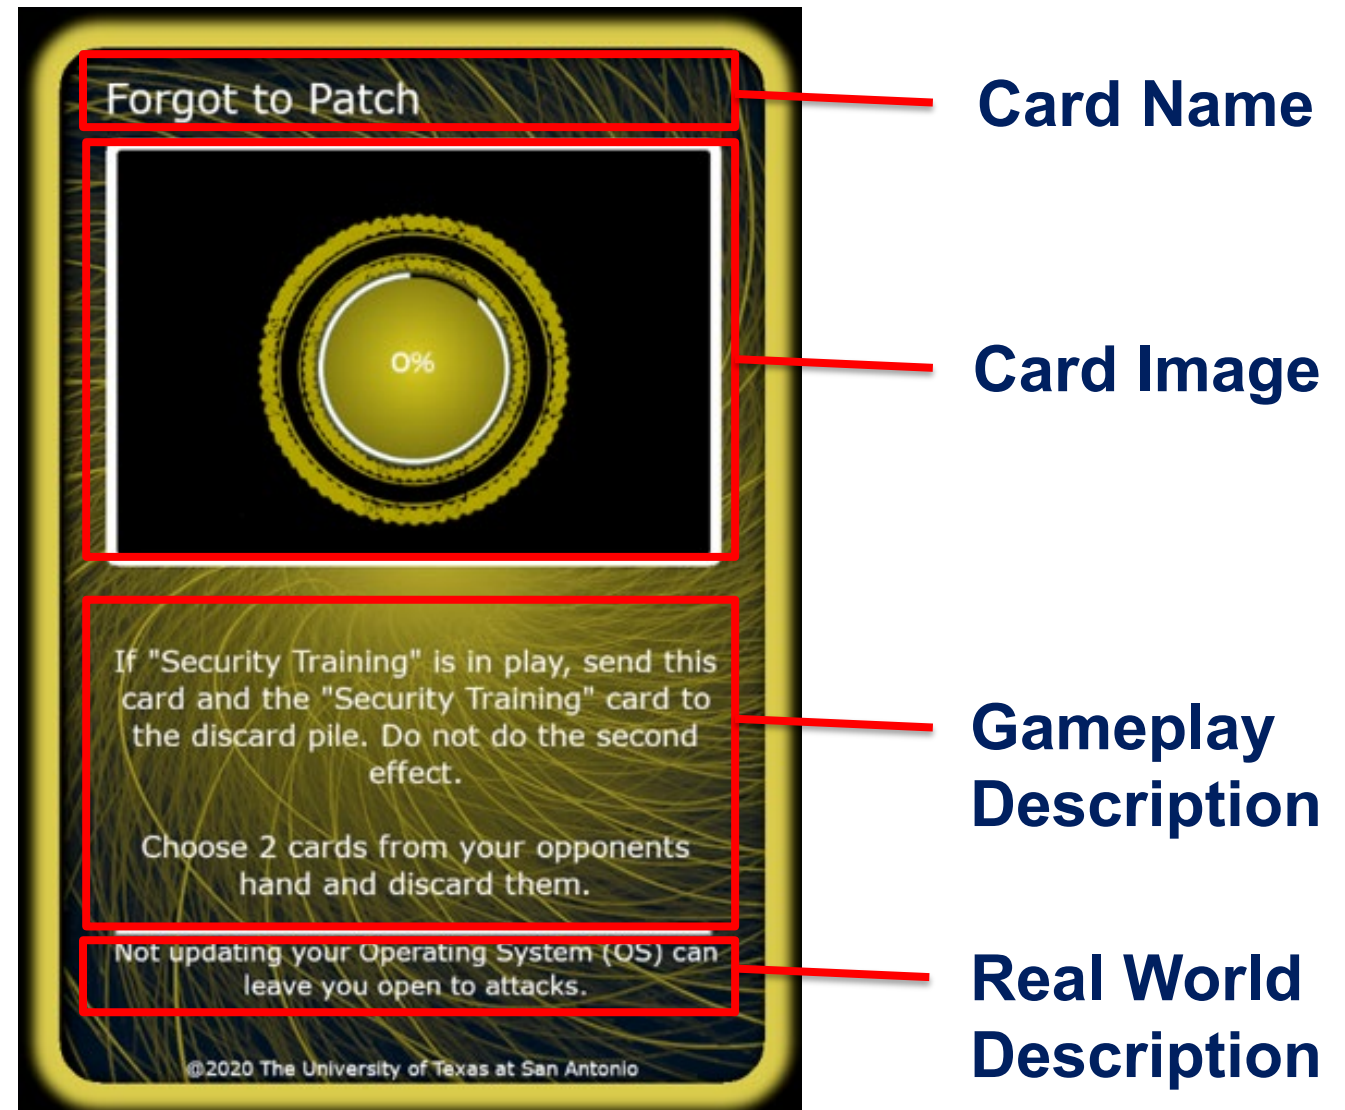 Forgot to Patch
Card Name
0%
Card Image
If "Security Training" is in play, send this
card and the "Security Training" card to
the discard pile. Do not do the second
effect.
Choose 2 cards from your opponents
hand and discard them.
Gameplay
Description
Not updating your Operating System (OS) can
leave you open to attacks.
Real World
Description
@2020 The University of Texas at San Antonio